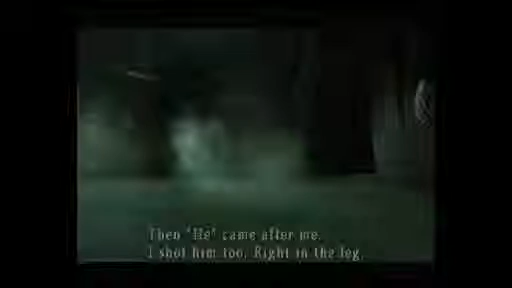 Then "He" came after me.
I shot him too. Right in the leg.